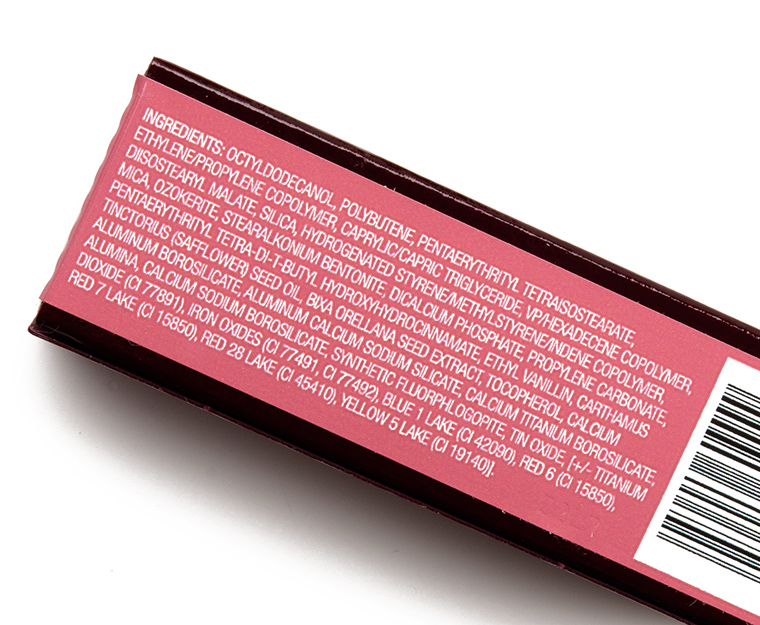 INGREDIENTS: OCTYLDODECANOL, POLYBUTENE, PENTAERYTHRITYL TETRAISOSTEARATE,
ETHYLENE/PROPYLENE COPOLYMER, CAPRYLIC/CAPRIC TRIGLYCERIDE, VP/HEXADECENE COPOLYMER,
DIISOSTEARYL MALATE, SILICA, HYDROGENATED STYRENE/METHYLSTYRENE/INDENE COPOLYMER,
MICA, OZOKERITE, STEARALKONIUM BENTONITE, DICALCIUM PHOSPHATE, PROPYLENE CARBONATE,
PENTAERYTHRITYL TETRA-DI-T-BUTYL HYDROXYHYDROCINNAMATE, ETHYL VANILLIN, CARTHAMUS
TINCTORIUS (SAFFLOWER) SEED OIL, BIXA ORELLANA SEED EXTRACT, TOCOPHEROL, CALCIUM
ALUMINUM BOROSILICATE, ALUMINUM CALCIUM SODIUM SILICATE, CALCIUM TITANIUM BOROSILICATE,
ALUMINA, CALCIUM SODIUM BOROSILICATE, SYNTHETIC FLUORPHLOGOPITE, TIN OXIDE, [+/- TITANIUM
DIOXIDE (CI 77891), IRON OXIDES (CI 77491, CI 77492), BLUE 1 LAKE (CI 42090), RED 6 (CI 15850),
RED 7 LAKE (CI 15850), RED 28 LAKE (CI 45410), YELLOW 5 LAKE (CI 19140)].